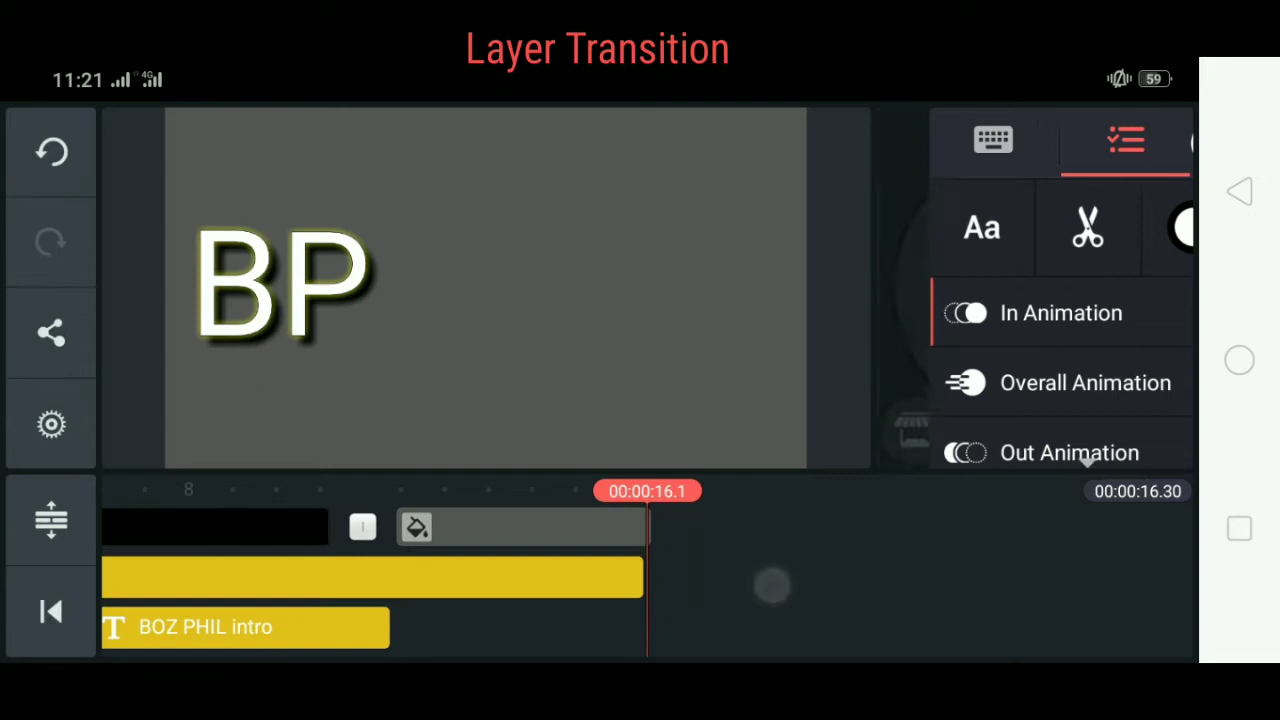 Layer Transition
11:21
4G
59
BP
Aa
In Animation
Overall Animation
Out Animation
8
00:00:16.1
00:00:16.30
T BOZ PHIL intro